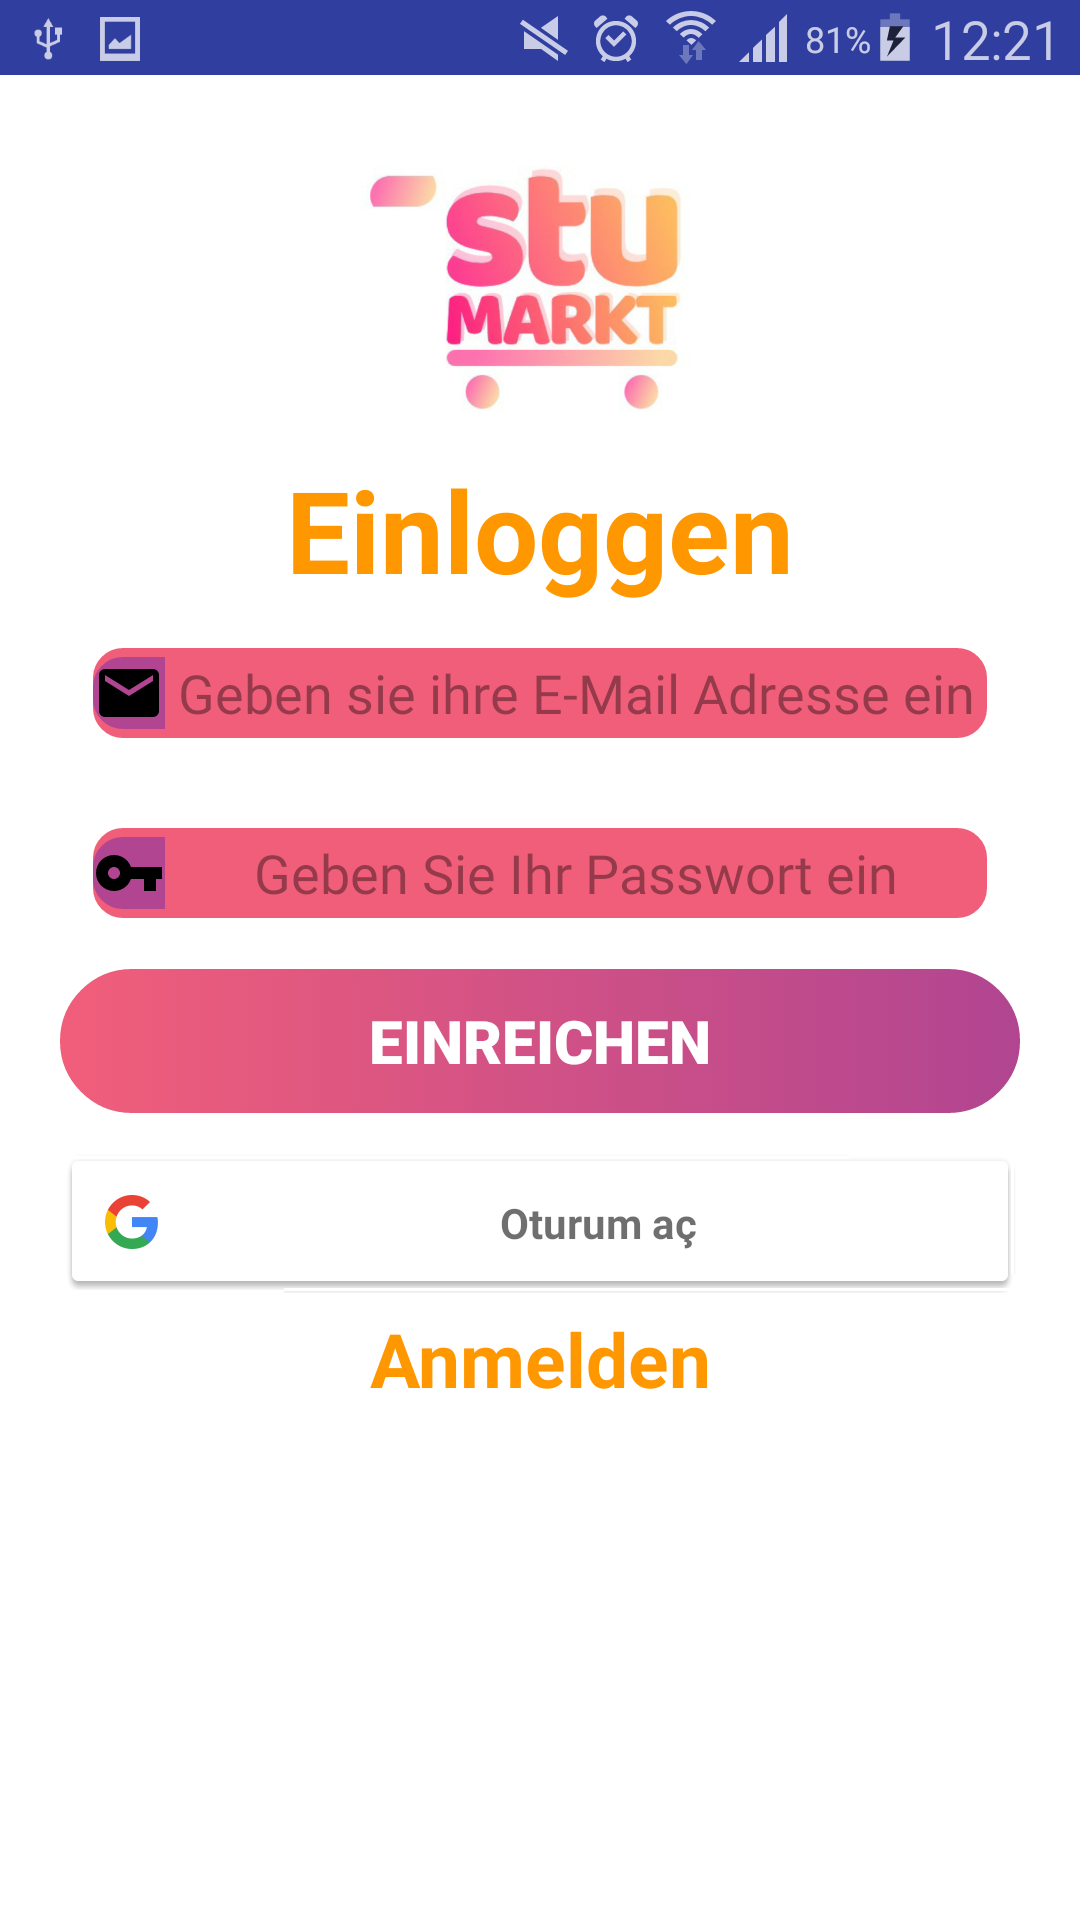 81% 12:21
stu
MARKT
Einloggen
Geben sie ihre E-Mail Adresse ein
Geben Sie Ihr Passwort ein
EINREICHEN
Oturum aç
Anmelden